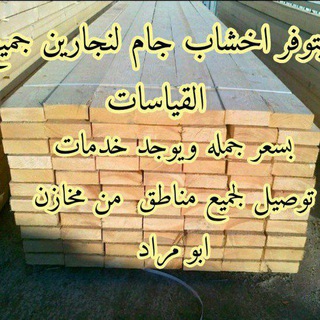 يتوفر اخشاب جام لنجارين جميع
القياسات
بسعر جمله ويوجد خدمات
توصيل لجميع مناطق من مخازن
ابو مراد